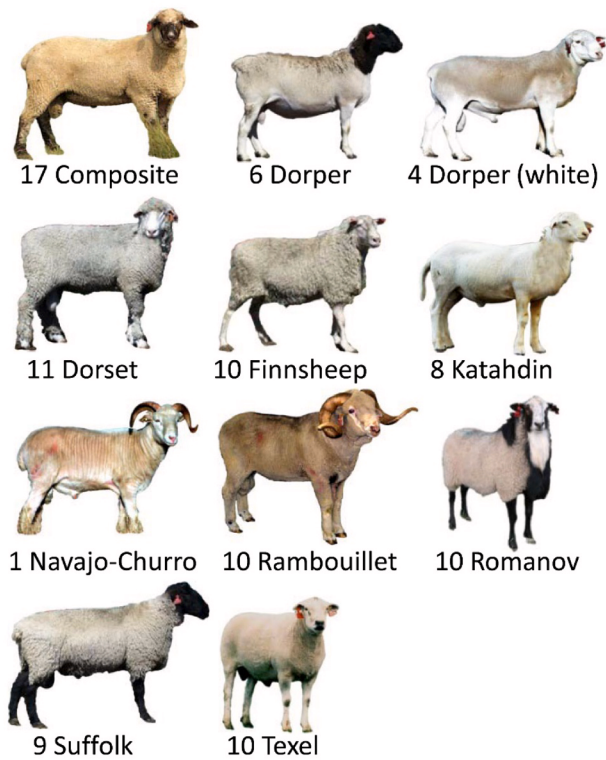 17 Composite
6 Dorper
4 Dorper (white)
11 Dorset
10 Finnsheep
8 Katahdin
1 Navajo-Churro
10 Rambouillet
10 Romanov
9 Suffolk
10 Texel